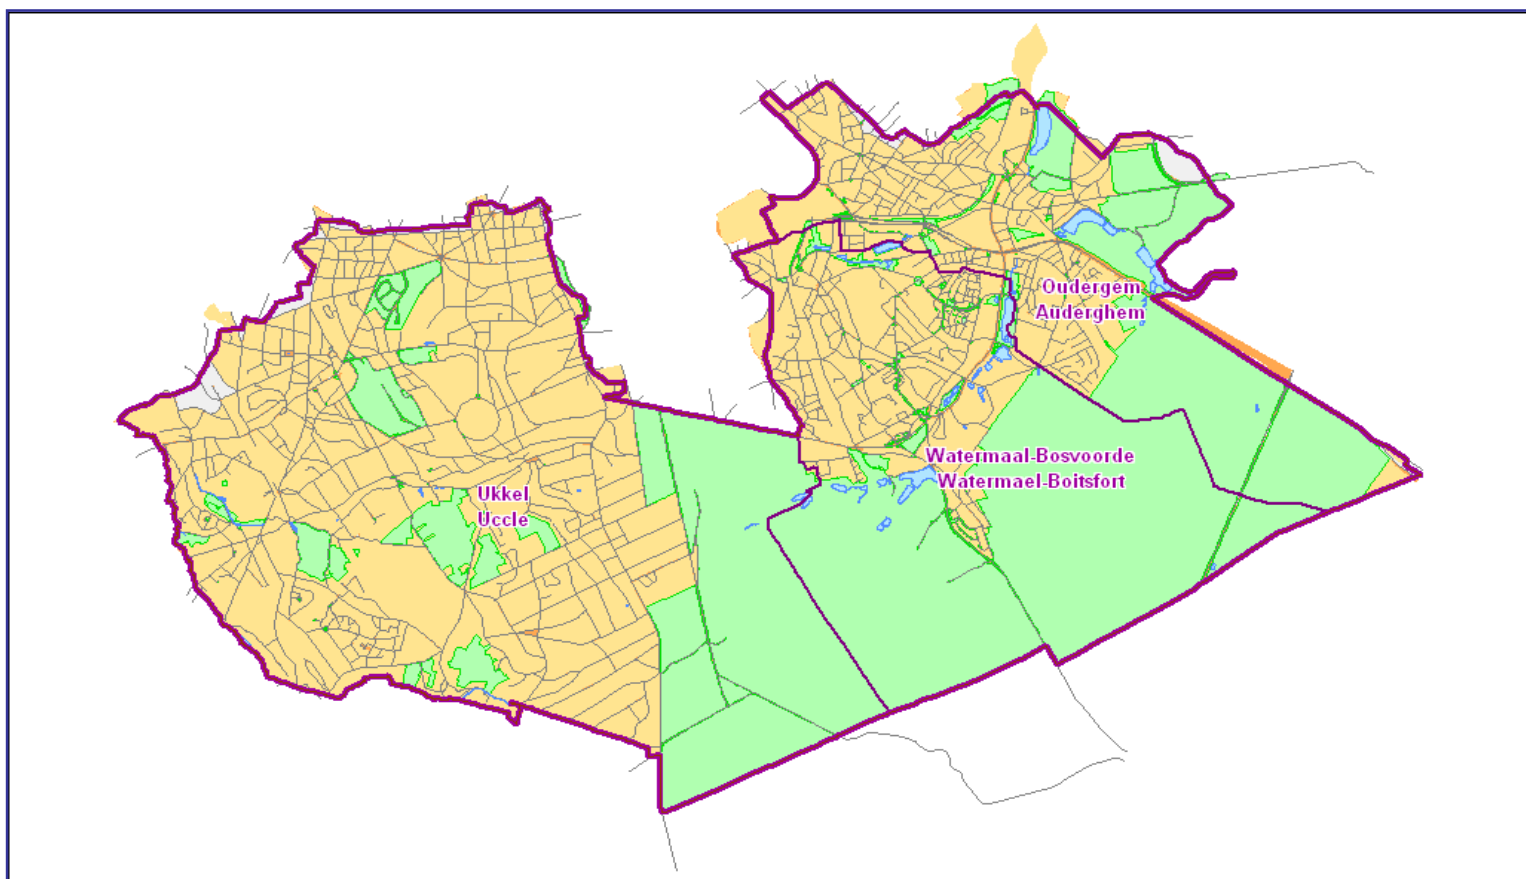 Oudergem
Auderghem
Watermaal-Bosvoorde
Watermael-Boitsfort
Ukkel
Uccle